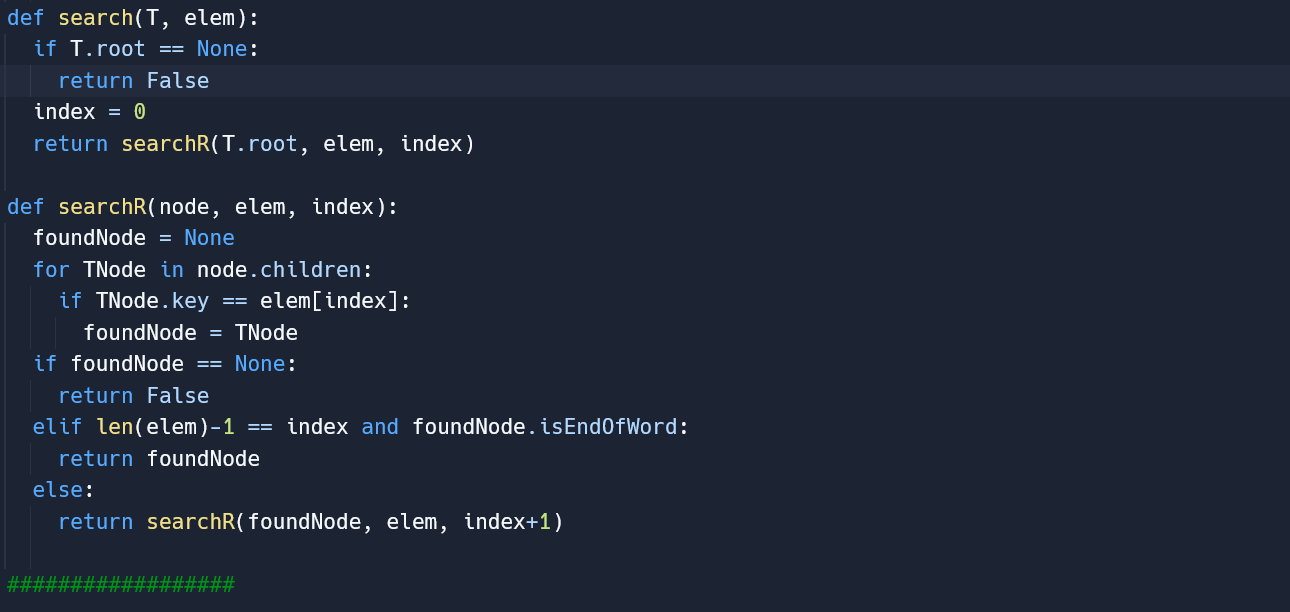 def search(T, elem):
  if T.root == None:
    return False
  index = 0
  return searchR(T.root, elem, index)

def searchR(node, elem, index):
  foundNode = None
  for TNode in node.children:
    if TNode.key == elem[index]:
      foundNode = TNode
  if foundNode == None:
    return False
  elif len(elem)-1 == index and foundNode.isEndOfWord:
    return foundNode
  else:
    return searchR(foundNode, elem, index+1)

##################